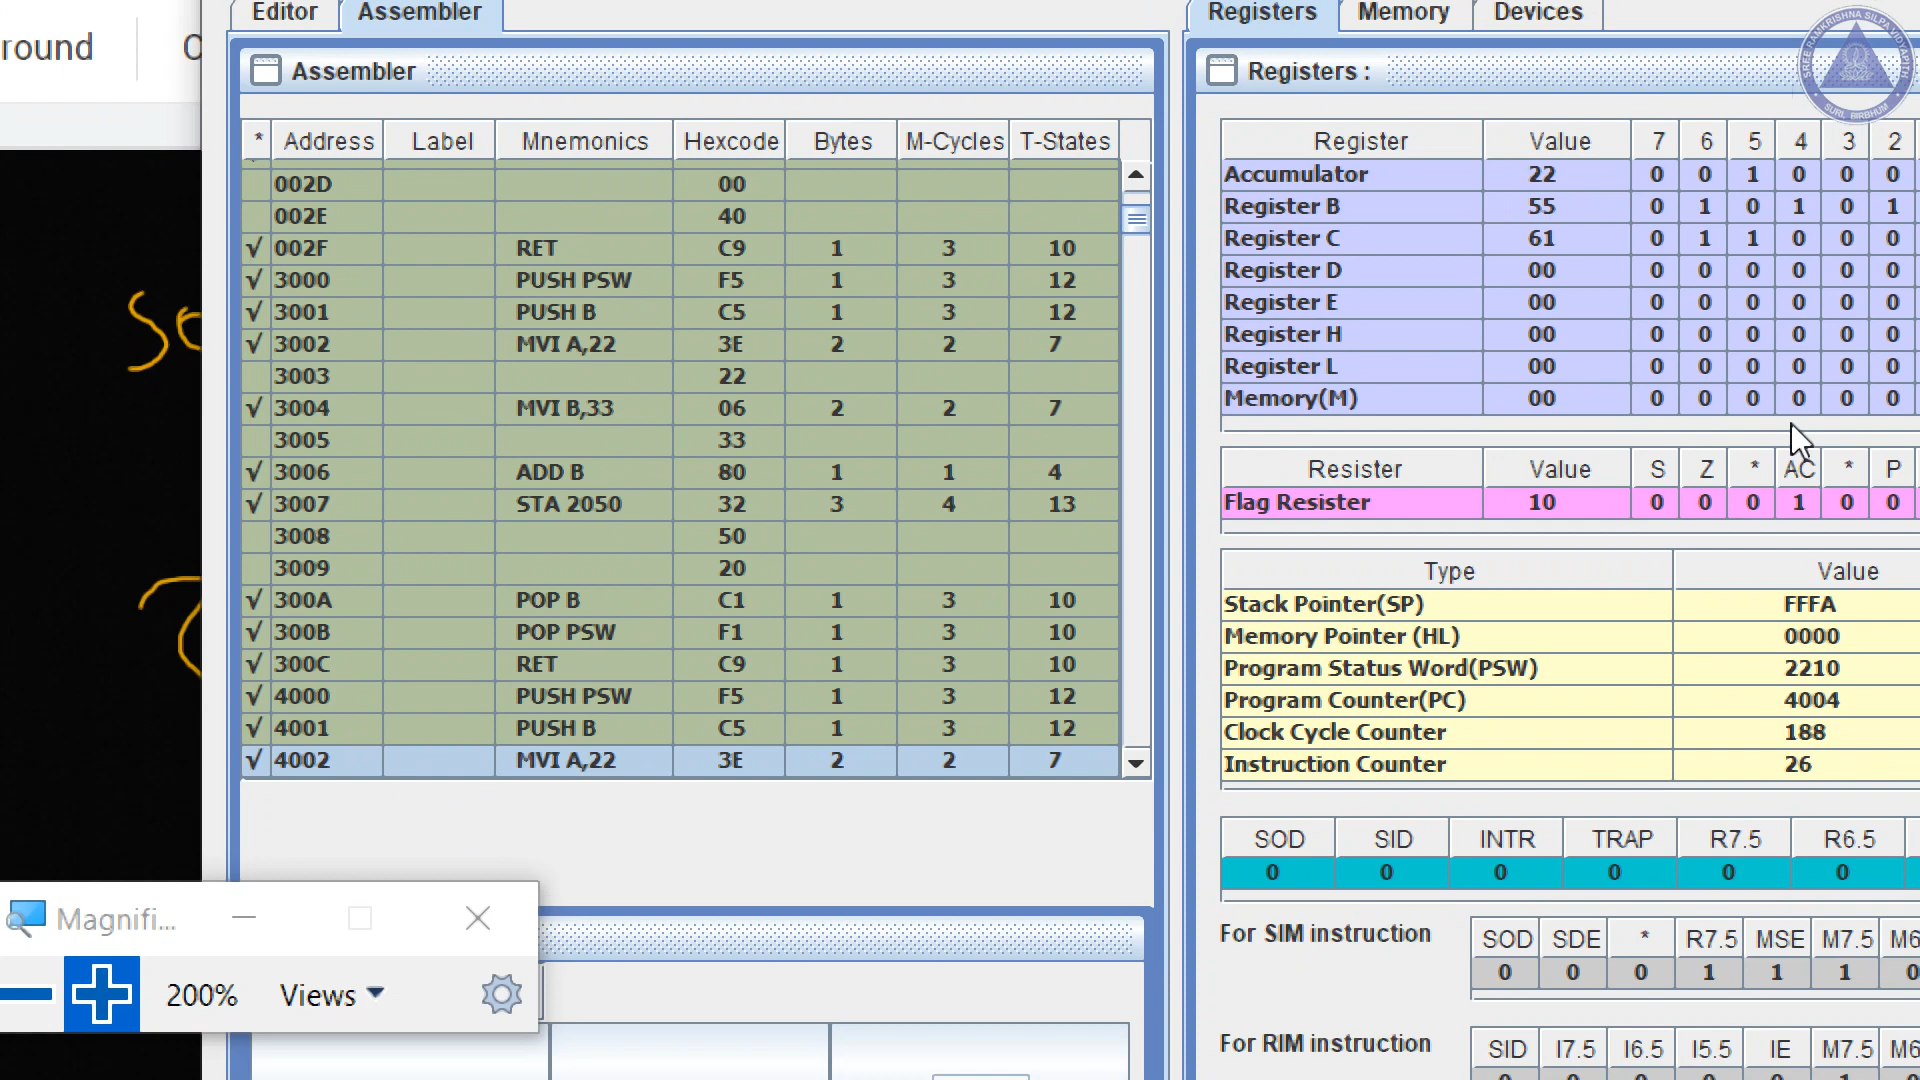 Editor Assembler
Registers Memory Devices
round
Assembler
Registers :
SREE RAMKRISHNA SILPA VIDYAPITH
SURI, BIRBHUM
* Address Label Mnemonics Hexcode Bytes M-Cycles T-States
002D 00
002E 40
√ 002F RET C9 1 3 10
√ 3000 PUSH PSW F5 1 3 12
√ 3001 PUSH B C5 1 3 12
√ 3002 MVI A,22 3E 2 2 7
3003 22
√ 3004 MVI B,33 06 2 2 7
3005 33
√ 3006 ADD B 80 1 1 4
√ 3007 STA 2050 32 3 4 13
3008 50
3009 20
√ 300A POP B C1 1 3 10
√ 300B POP PSW F1 1 3 10
√ 300C RET C9 1 3 10
√ 4000 PUSH PSW F5 1 3 12
√ 4001 PUSH B C5 1 3 12
√ 4002 MVI A,22 3E 2 2 7
Register Value 7 6 5 4 3 2
Accumulator 22 0 0 1 0 0 0
Register B 55 0 1 0 1 0 1
Register C 61 0 1 1 0 0 0
Register D 00 0 0 0 0 0 0
Register E 00 0 0 0 0 0 0
Register H 00 0 0 0 0 0 0
Register L 00 0 0 0 0 0 0
Memory(M) 00 0 0 0 0 0 0
Resister Value S Z * AC * P
Flag Resister 10 0 0 0 1 0 0
Type Value
Stack Pointer(SP) FFFA
Memory Pointer (HL) 0000
Program Status Word(PSW) 2210
Program Counter(PC) 4004
Clock Cycle Counter 188
Instruction Counter 26
SOD SID INTR TRAP R7.5 R6.5
0 0 0 0 0 0
For SIM instruction
SOD SDE * R7.5 MSE M7.5 M6
0 0 0 1 1 1 0
For RIM instruction
SID I7.5 I6.5 I5.5 IE M7.5 M6
Magnifi...
200% Views